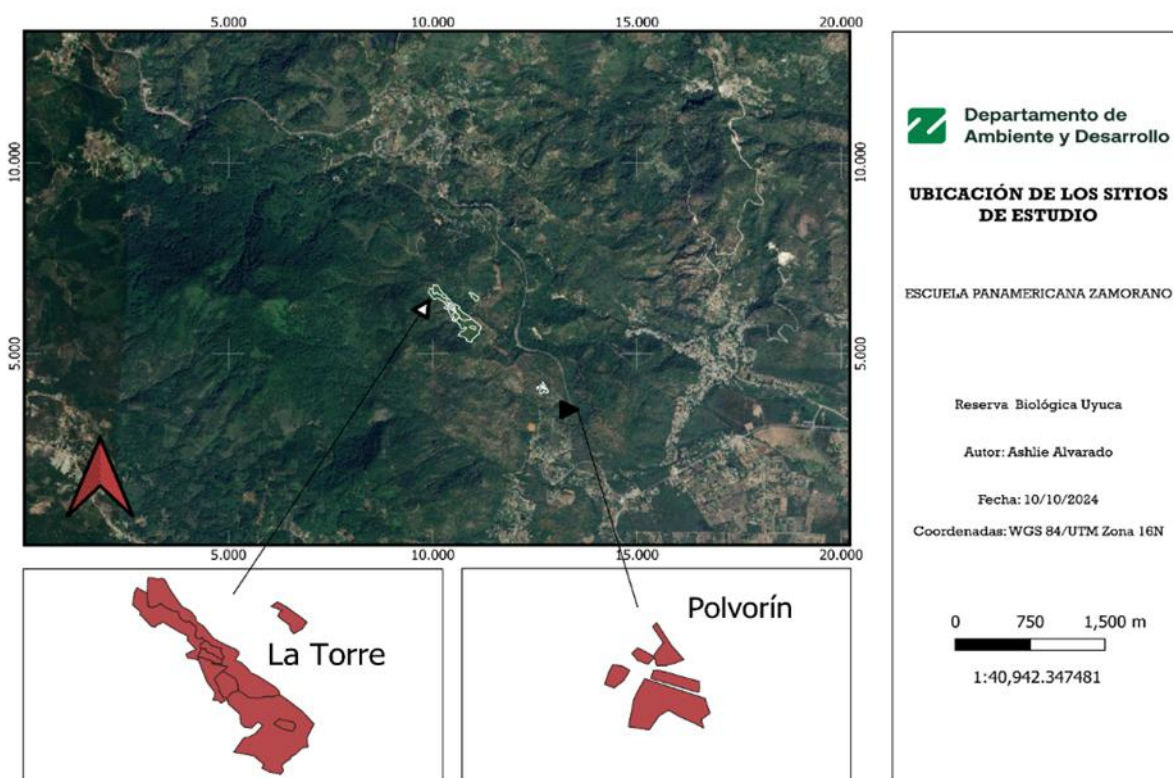 5.000
10.000
15.000
20.000
10.000
10.000
5.000
5.000
5.000
10.000
15.000
20.000
La Torre
Polvorín
Departamento de
Ambiente y Desarrollo
UBICACIÓN DE LOS SITIOS
DE ESTUDIO
ESCUELA PANAMERICANA ZAMORANO
Reserva Biológica Uyuca
Autor: Ashlie Alvarado
Fecha: 10/10/2024
Coordenadas: WGS 84/UTM Zona 16N
0 750 1,500 m
1:40,942.347481